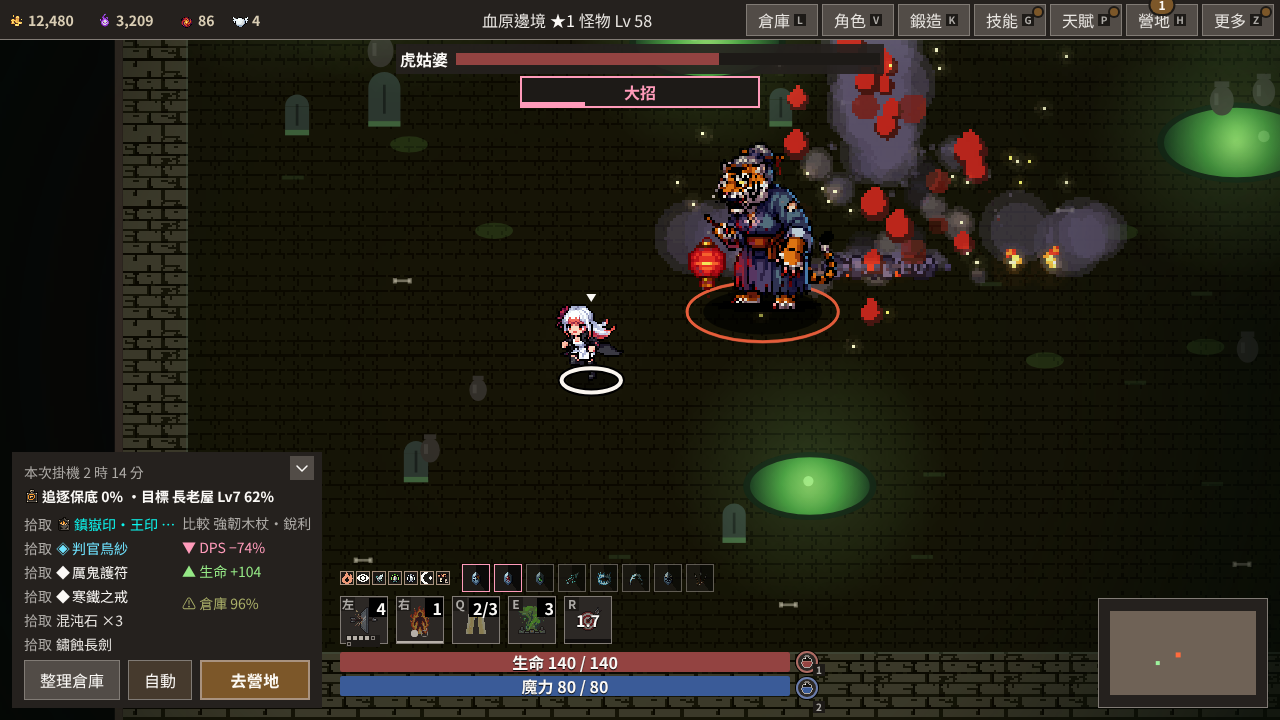 12,480 3,209 86 4
血原邊境 ★1 怪物 Lv 58
倉庫 L 角色 V 鍛造 K 技能 G 天賦 P 營地 H 更多 Z
1
虎姑婆
大招
本次掛機 2 時 14 分
追逐保底 0% ・目標 長老屋 Lv7 62%
拾取 鎮嶽印・王印 … 比較 強韌木杖・銳利
拾取 ◈ 判官烏紗 ▼ DPS −74%
拾取 ◆ 厲鬼護符 ▲ 生命 +104
拾取 ◆ 寒鐵之戒 ⚠ 倉庫 96%
拾取 混沌石 ×3
拾取 鏽蝕長劍
整理倉庫 自動 去營地
左 4 右 1 Q 2/3 E 3 R 1.7
生命 140 / 140 1
魔力 80 / 80 2